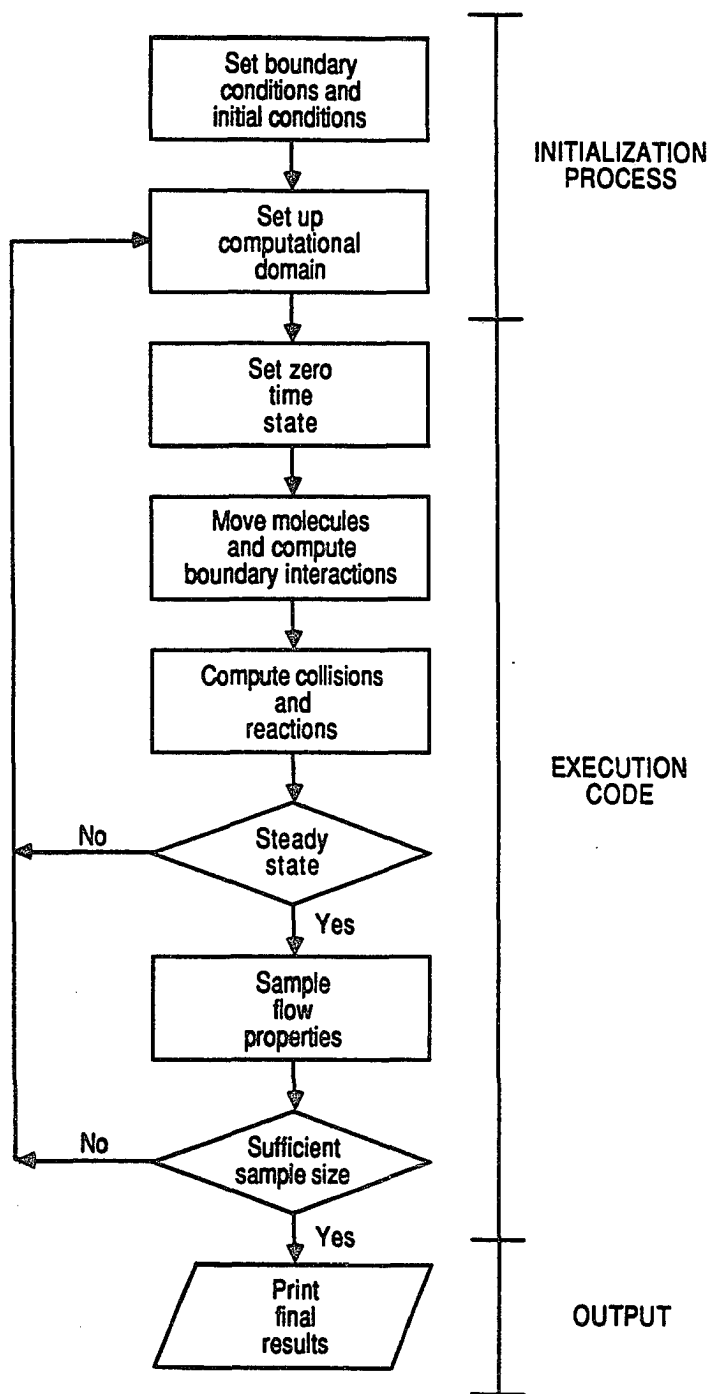 Set boundary
conditions and
initial conditions
INITIALIZATION
PROCESS
Set up
computational
domain
Set zero
time
state
Move molecules
and compute
boundary interactions
Compute collisions
and
reactions
EXECUTION
CODE
No
Steady
state
Yes
Sample
flow
properties
No
Sufficient
sample size
Yes
Print
final
results
OUTPUT